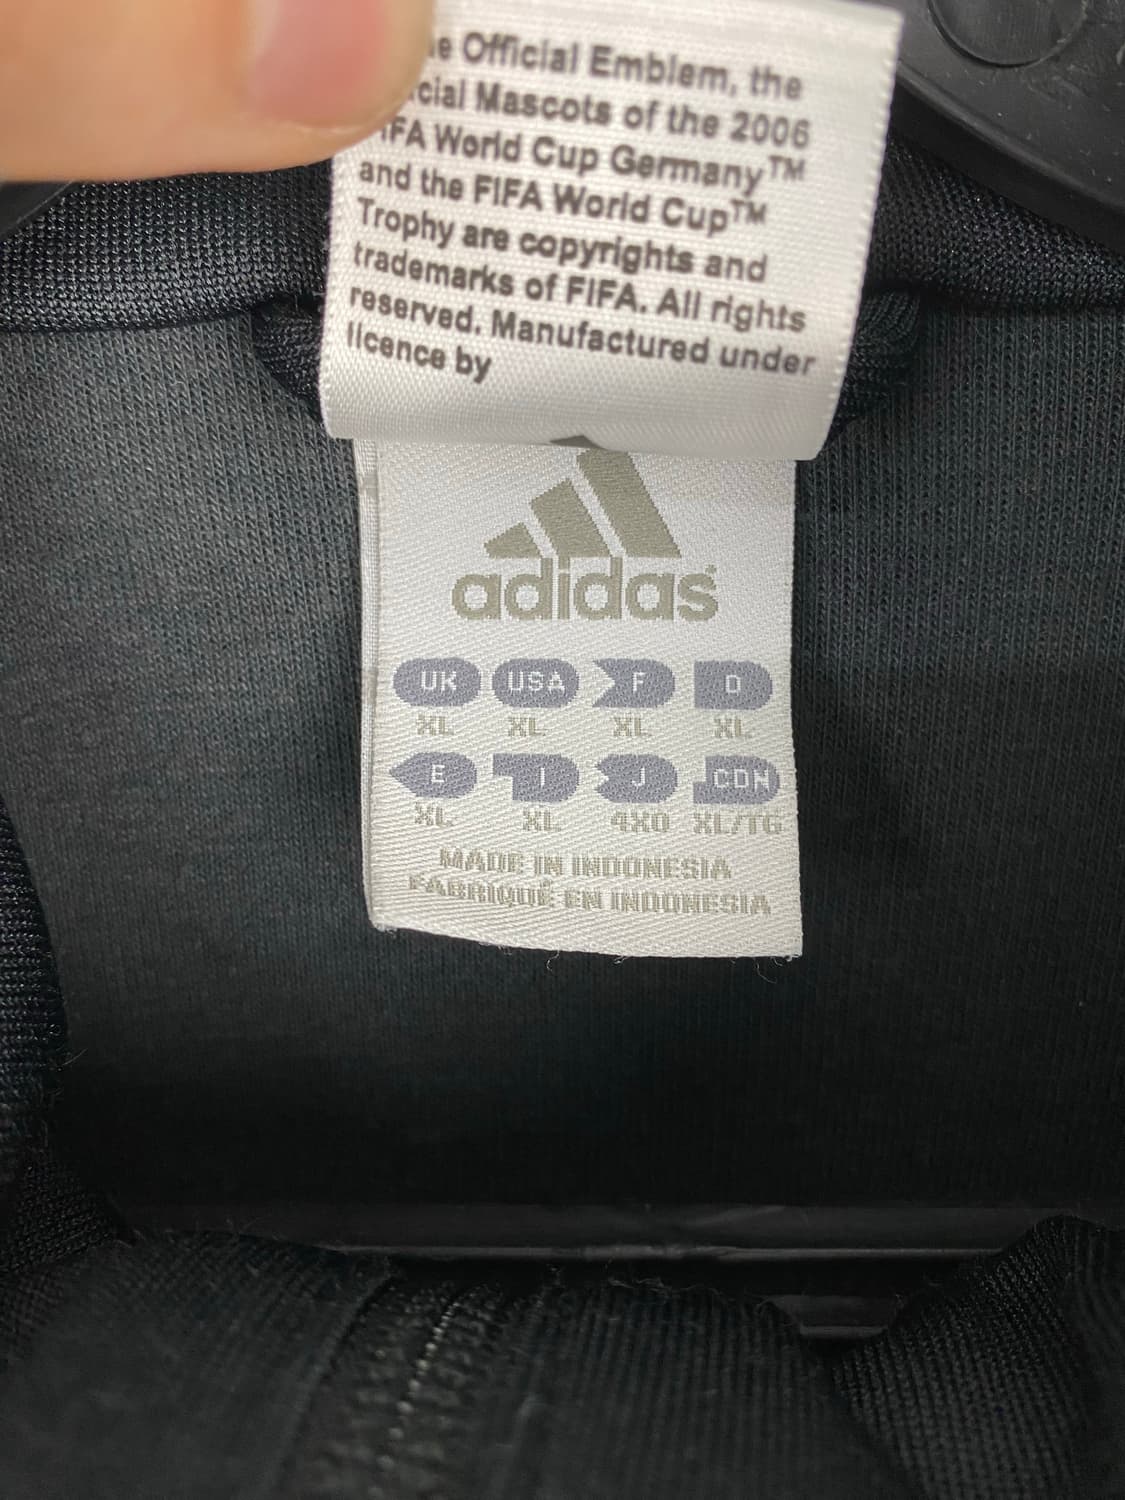 Official Emblem, the
Mascots of the 2006
FIFA World Cup Germany™
and the FIFA World Cup™
Trophy are copyrights and
trademarks of FIFA. All rights
reserved. Manufactured under
licence by
adidas®
UK USA F D
XL XL XL XL
E I J CDN
XL XL 4XO XL/TG
MADE IN INDONESIA
FABRIQUÉ EN INDONESIA